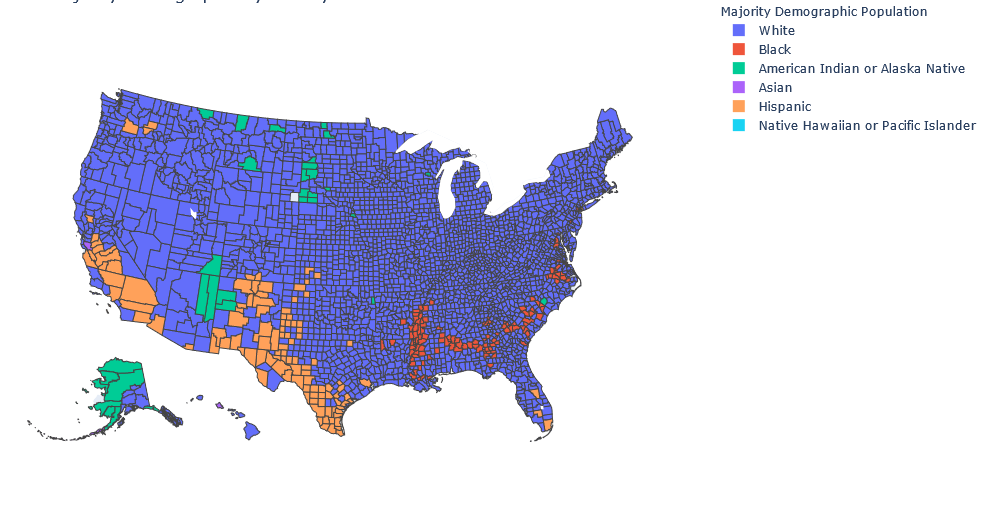 Majority Demographic Population
White
Black
American Indian or Alaska Native
Asian
Hispanic
Native Hawaiian or Pacific Islander